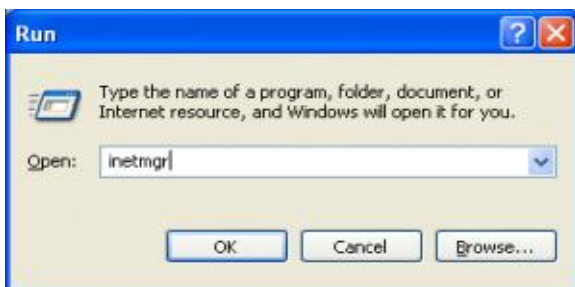 Run
Type the name of a program, folder, document, or
Internet resource, and Windows will open it for you.
Open: inetmgr
OK Cancel Browse...